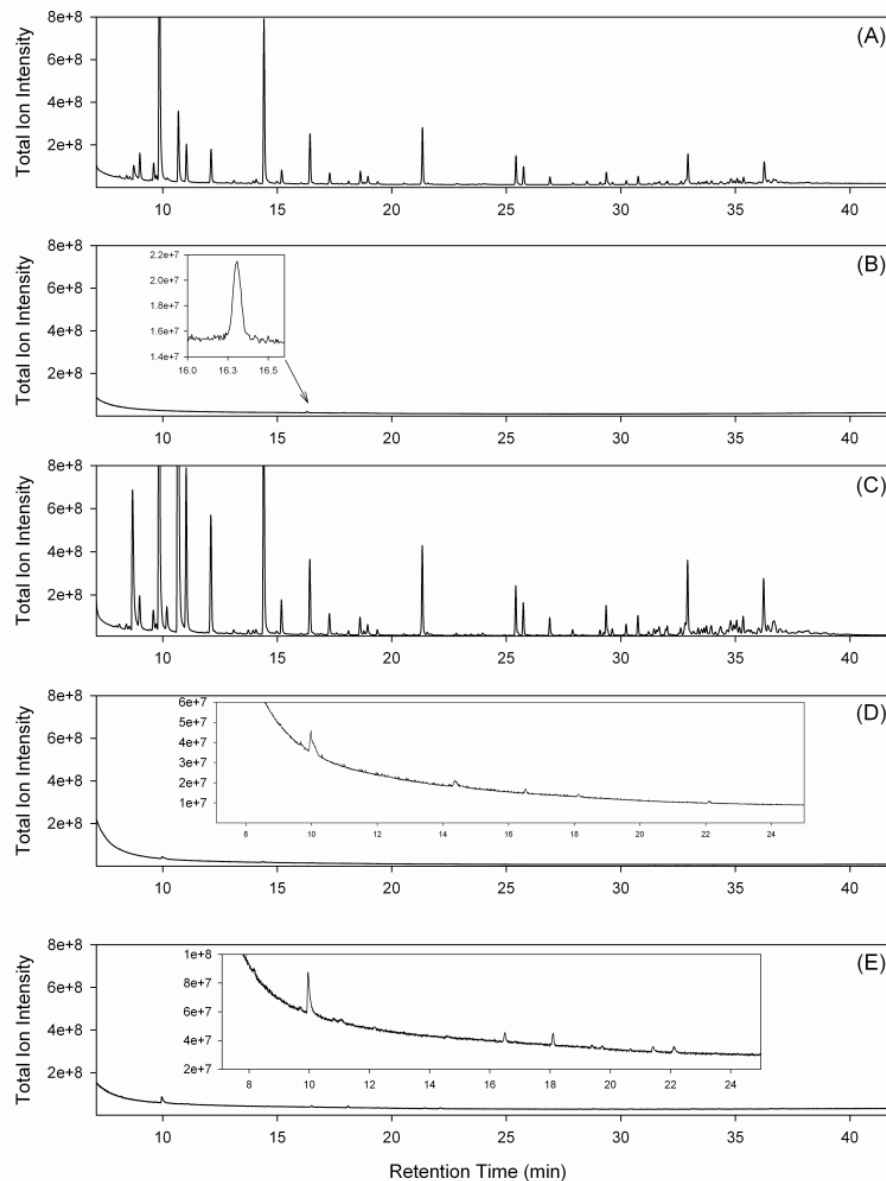 8e+8
(A)
6e+8
4e+8
2e+8
Total Ion Intensity
10 15 20 25 30 35 40
8e+8
(B)
6e+8
4e+8
2e+8
Total Ion Intensity
2.2e+7
2.0e+7
1.8e+7
1.6e+7
1.4e+7
16.0 16.3 16.5
10 15 20 25 30 35 40
8e+8
(C)
6e+8
4e+8
2e+8
Total Ion Intensity
10 15 20 25 30 35 40
8e+8
(D)
6e+8
4e+8
2e+8
Total Ion Intensity
6e+7
5e+7
4e+7
3e+7
2e+7
1e+7
8 10 12 14 16 18 20 22 24
10 15 20 25 30 35 40
8e+8
(E)
6e+8
4e+8
2e+8
Total Ion Intensity
1e+8
8e+7
6e+7
4e+7
2e+7
8 10 12 14 16 18 20 22 24
10 15 20 25 30 35 40
Retention Time (min)